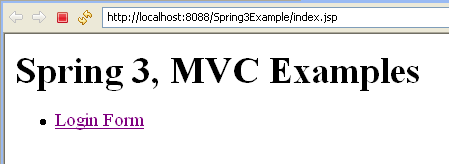 http://localhost:8088/Spring3Example/index.jsp
Spring 3, MVC Examples
Login Form